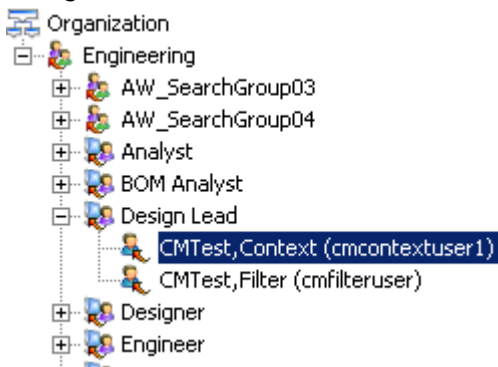 Organization
Engineering
AW_SearchGroup03
AW_SearchGroup04
Analyst
BOM Analyst
Design Lead
CMTest,Context (cmcontextuser1)
CMTest,Filter (cmfilteruser)
Designer
Engineer